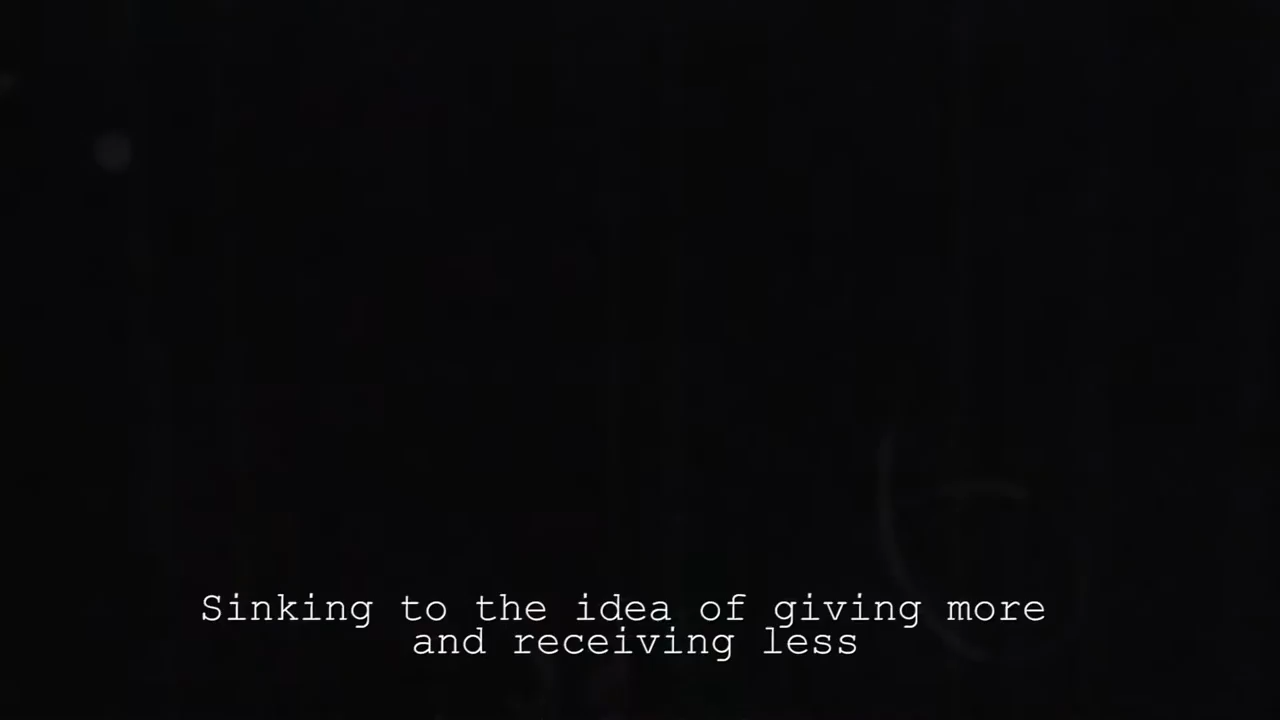 Sinking to the idea of giving more
and receiving less